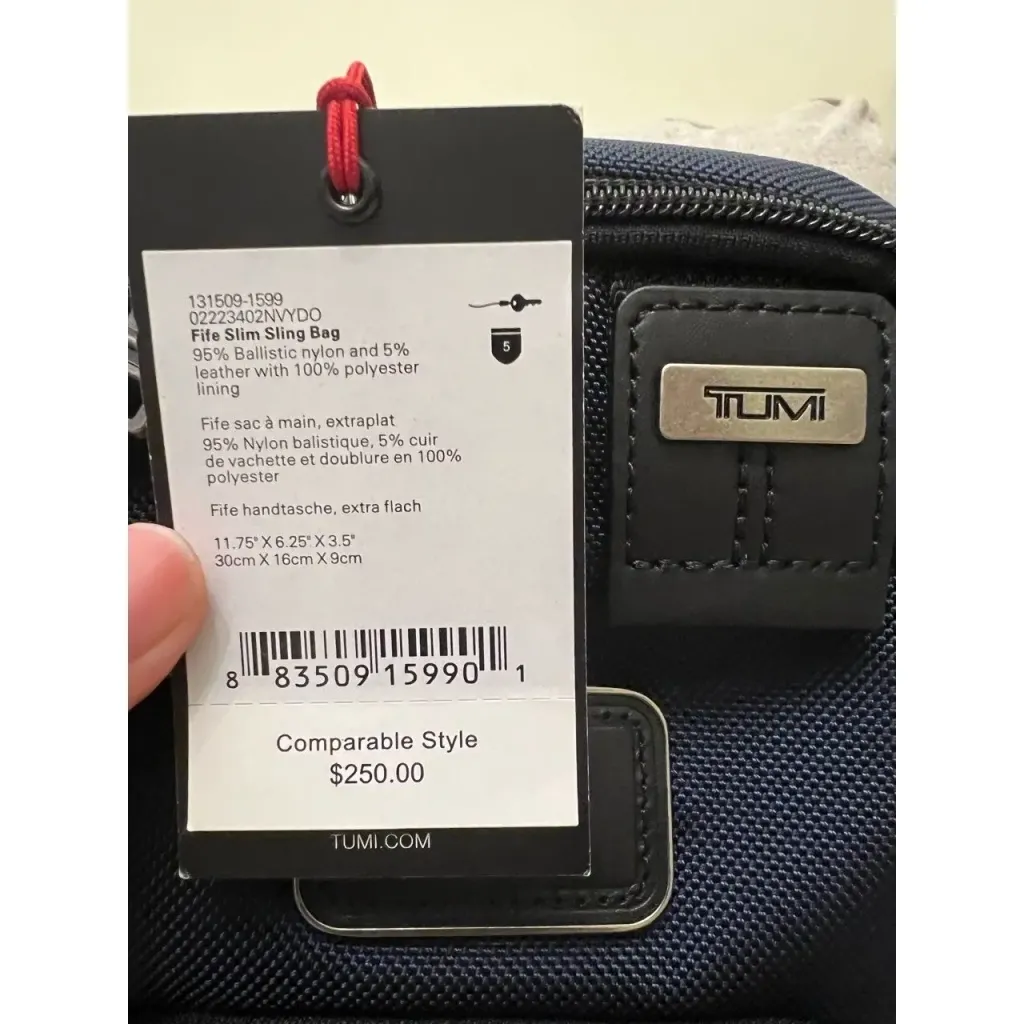 131509-1599
02223402NVYDO
Fife Slim Sling Bag
95% Ballistic nylon and 5%
leather with 100% polyester
lining
5
Fife sac à main, extraplat
95% Nylon balistique, 5% cuir
de vachette et doublure en 100%
polyester
Fife handtasche, extra flach
11.75" X 6.25" X 3.5"
30cm X 16cm X 9cm
8 83509 15990 1
Comparable Style
$250.00
TUMI.COM
TUMI